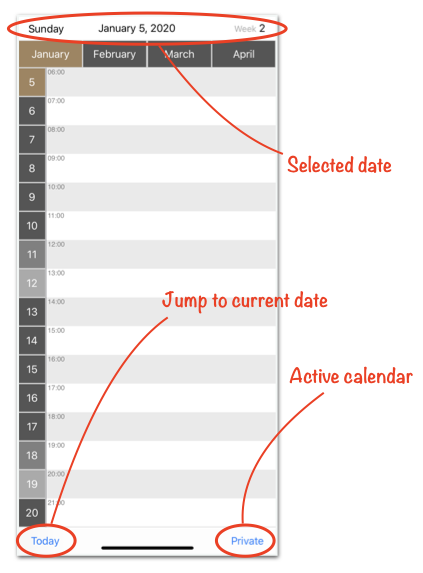 Sunday January 5, 2020 Week 2
January February March April
5 06:00
6 07:00
7 08:00
8 09:00
9 10:00
10 11:00
11 12:00
12 13:00
13 14:00
14 15:00
15 16:00
16 17:00
17 18:00
18 19:00
19 20:00
20 21:00
Selected date
Jump to current date
Active calendar
Today Private